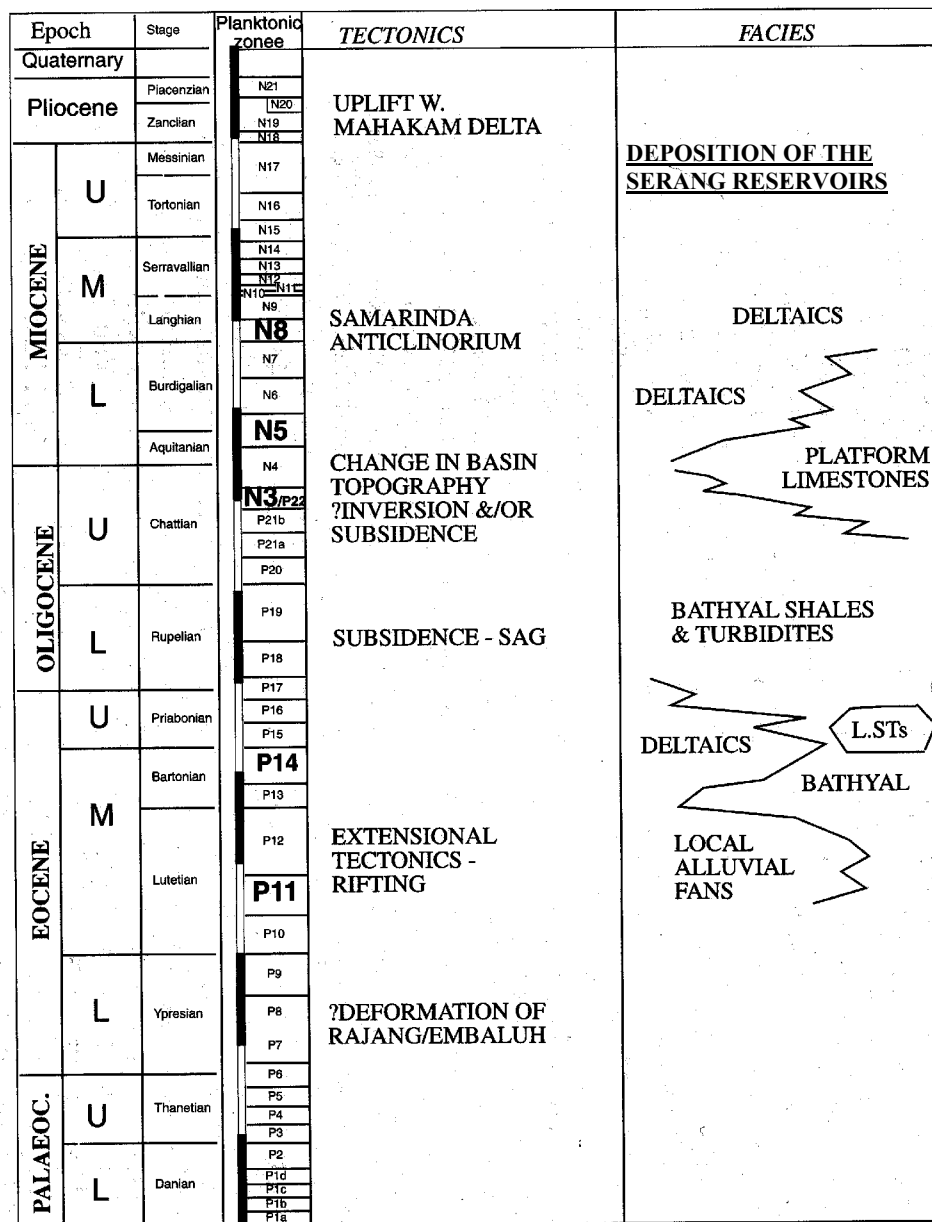 Epoch
Stage
Planktonic
zonee
TECTONICS
FACIES
Quaternary
Pliocene
Piacenzian
Zanclian
N21
N20
N19
N18
UPLIFT W.
MAHAKAM DELTA
MIOCENE
U
Messinian
Tortonian
N17
N16
N15
DEPOSITION OF THE
SERANG RESERVOIRS
M
Serravallian
Langhian
N14
N13
N12
N11
N10
N9
N8
SAMARINDA
ANTICLINORIUM
DELTAICS
L
Burdigalian
Aquitanian
N7
N6
N5
N4
DELTAICS
PLATFORM
LIMESTONES
CHANGE IN BASIN
TOPOGRAPHY
?INVERSION &/OR
SUBSIDENCE
OLIGOCENE
U
Chattian
N3/P22
P21b
P21a
P20
L
Rupelian
P19
P18
SUBSIDENCE - SAG
BATHYAL SHALES
& TURBIDITES
EOCENE
U
Priabonian
P17
P16
P15
DELTAICS
L.STs
BATHYAL
M
Bartonian
Lutetian
P14
P13
P12
P11
P10
EXTENSIONAL
TECTONICS -
RIFTING
LOCAL
ALLUVIAL
FANS
L
Ypresian
P9
P8
P7
P6
?DEFORMATION OF
RAJANG/EMBALUH
PALAEOC.
U
Thanetian
P5
P4
P3
L
Danian
P2
P1d
P1c
P1b
P1a